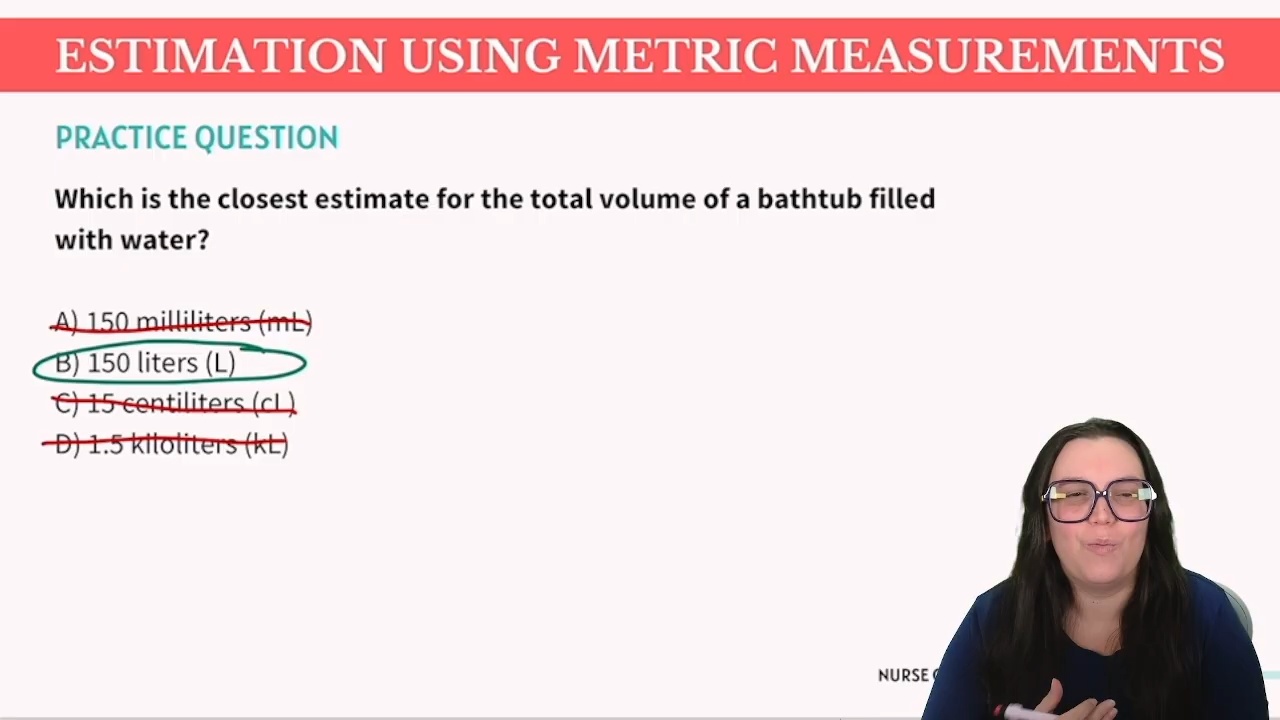 ESTIMATION USING METRIC MEASUREMENTS
PRACTICE QUESTION
Which is the closest estimate for the total volume of a bathtub filled
with water?
A) 150 milliliters (mL)
B) 150 liters (L)
C) 15 centiliters (cL)
D) 1.5 kiloliters (kL)
NURSE